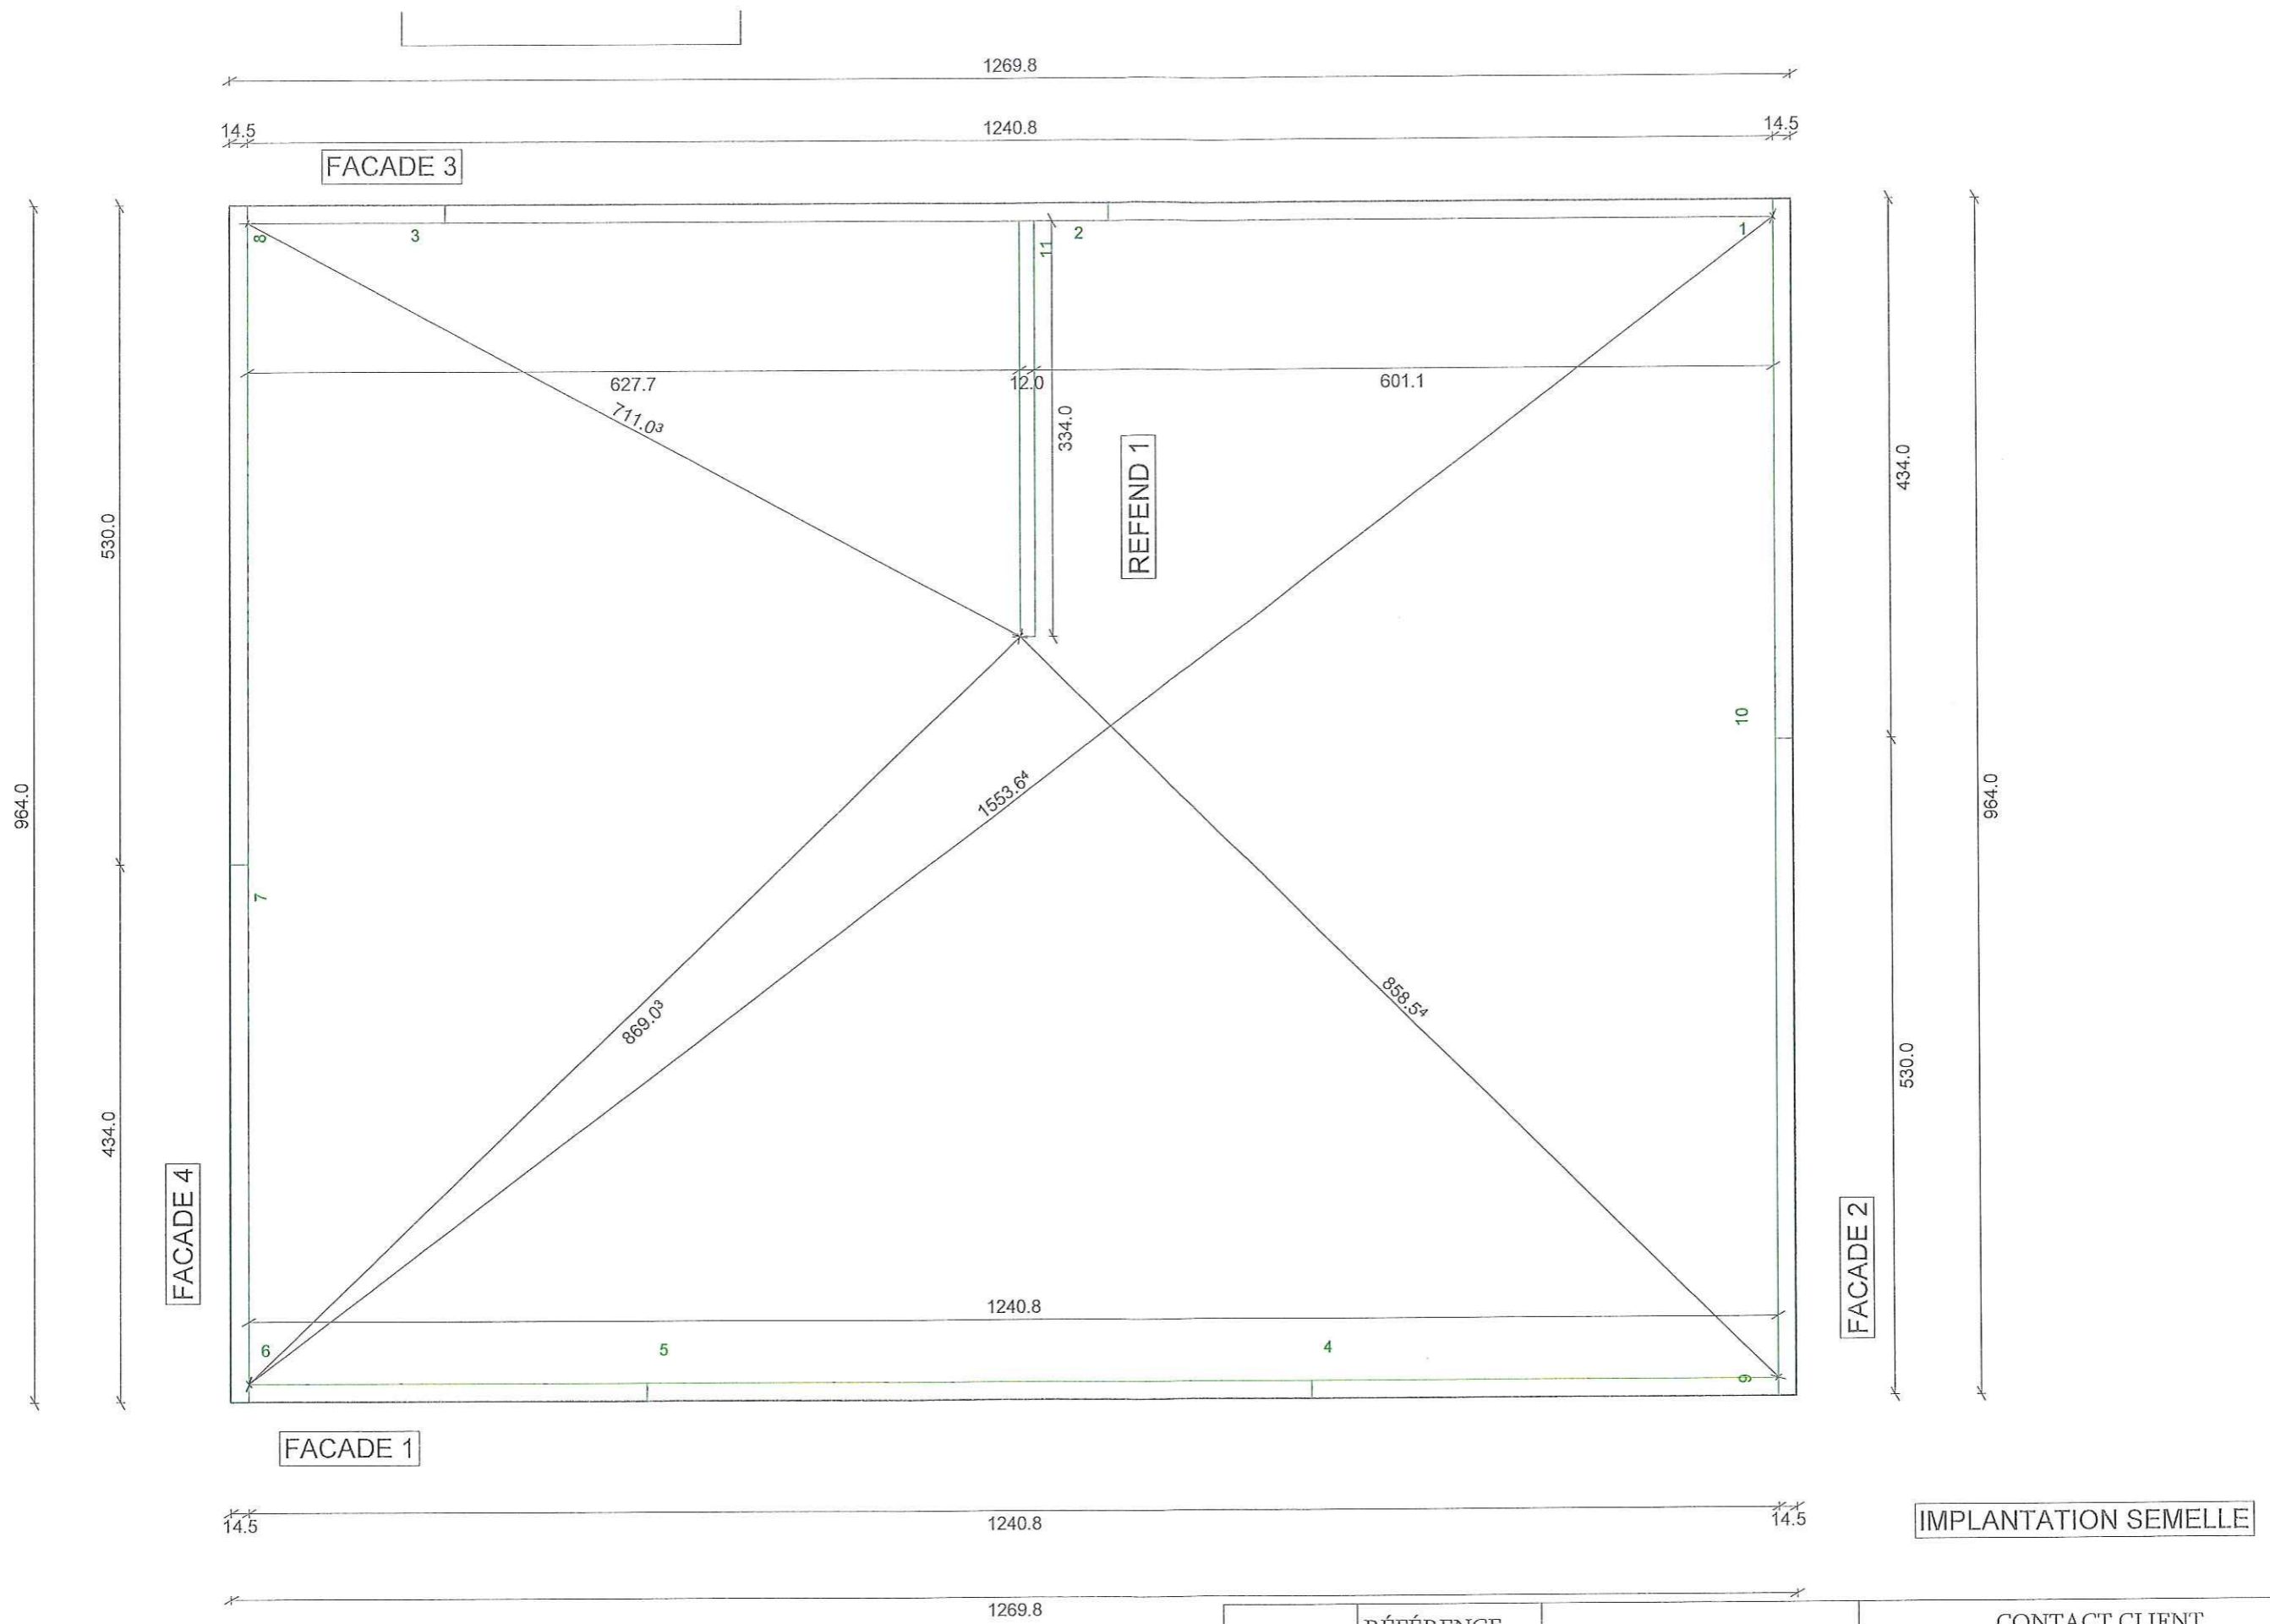 1269.8
14.5 1240.8 14.5
FACADE 3
8 3 11 2 1
627.7 12.0 601.1
711.0³
334.0
REFEND 1
434.0
530.0
10
964.0
964.0
1553.6⁴
7
869.0³
858.5⁴
530.0
434.0
FACADE 4
FACADE 2
1240.8
6 5 4
9
FACADE 1
14.5 1240.8 14.5
IMPLANTATION SEMELLE
1269.8
RÉFÉRENCE
CONTACT CLIENT